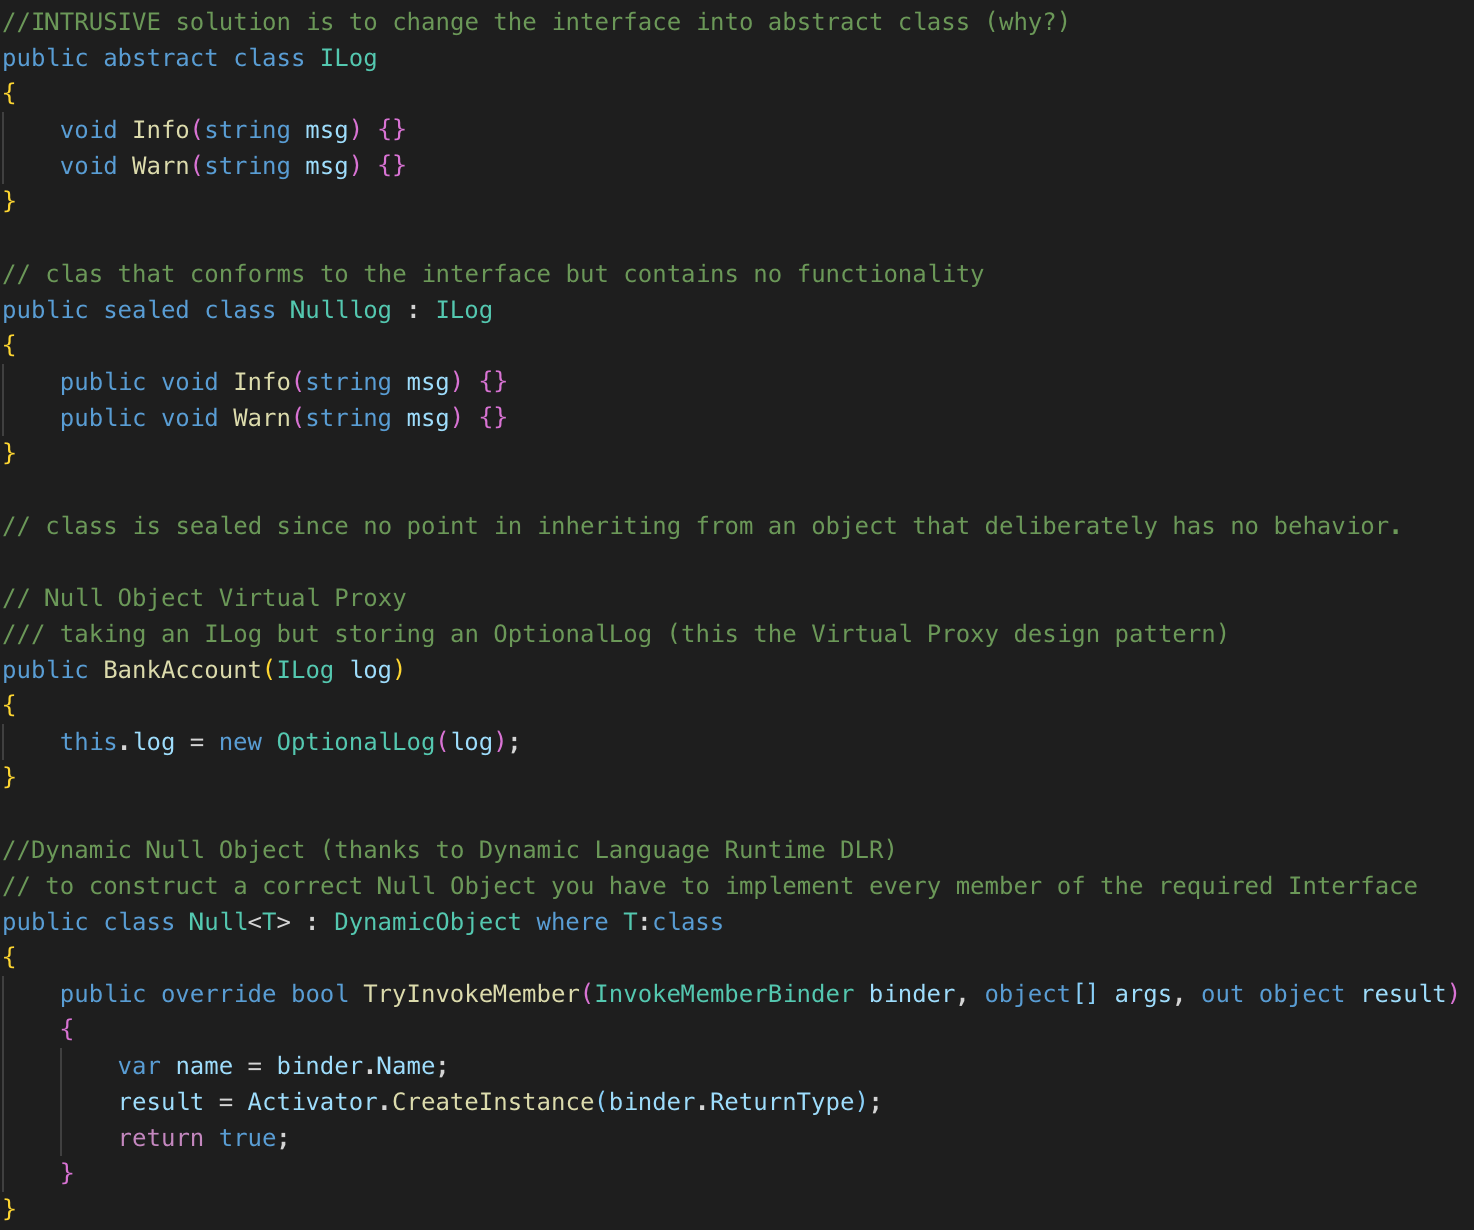 //INTRUSIVE solution is to change the interface into abstract class (why?)
public abstract class ILog
{
    void Info(string msg) {}
    void Warn(string msg) {}
}
// clas that conforms to the interface but contains no functionality
public sealed class Nulllog : ILog
{
    public void Info(string msg) {}
    public void Warn(string msg) {}
}
// class is sealed since no point in inheriting from an object that deliberately has no behavior.
// Null Object Virtual Proxy
/// taking an ILog but storing an OptionalLog (this the Virtual Proxy design pattern)
public BankAccount(ILog log)
{
    this.log = new OptionalLog(log);
}
//Dynamic Null Object (thanks to Dynamic Language Runtime DLR)
// to construct a correct Null Object you have to implement every member of the required Interface
public class Null<T> : DynamicObject where T:class
{
    public override bool TryInvokeMember(InvokeMemberBinder binder, object[] args, out object result)
    {
        var name = binder.Name;
        result = Activator.CreateInstance(binder.ReturnType);
        return true;
    }
}